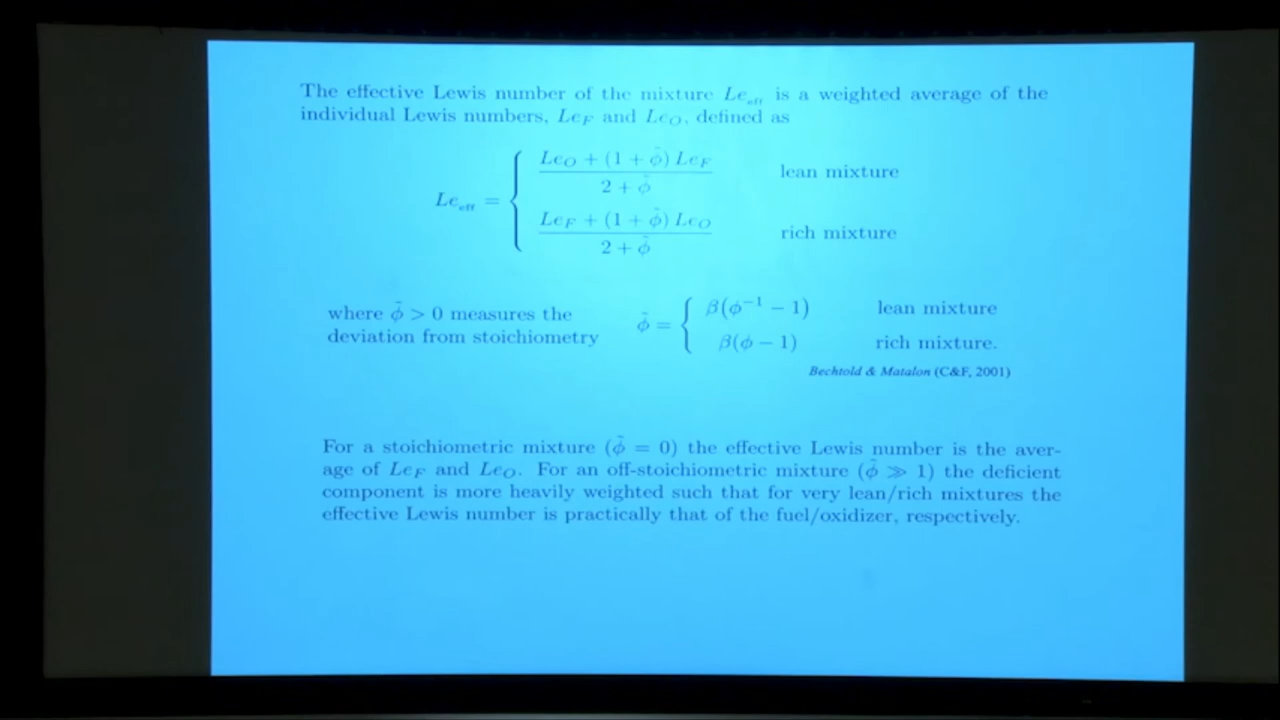 The effective Lewis number of the mixture Le_eff is a weighted average of the
individual Lewis numbers, Le_F and Le_O, defined as
Le_eff = { (Le_O + (1 + φ̃) Le_F) / (2 + φ̃) lean mixture
(Le_F + (1 + φ̃) Le_O) / (2 + φ̃) rich mixture
where φ̃ > 0 measures the
deviation from stoichiometry
φ̃ = { β(φ⁻¹ − 1) lean mixture
β(φ − 1) rich mixture.
Bechtold & Matalon (C&F, 2001)
For a stoichiometric mixture (φ̃ = 0) the effective Lewis number is the aver-
age of Le_F and Le_O. For an off-stoichiometric mixture (φ̃ ≫ 1) the deficient
component is more heavily weighted such that for very lean/rich mixtures the
effective Lewis number is practically that of the fuel/oxidizer, respectively.